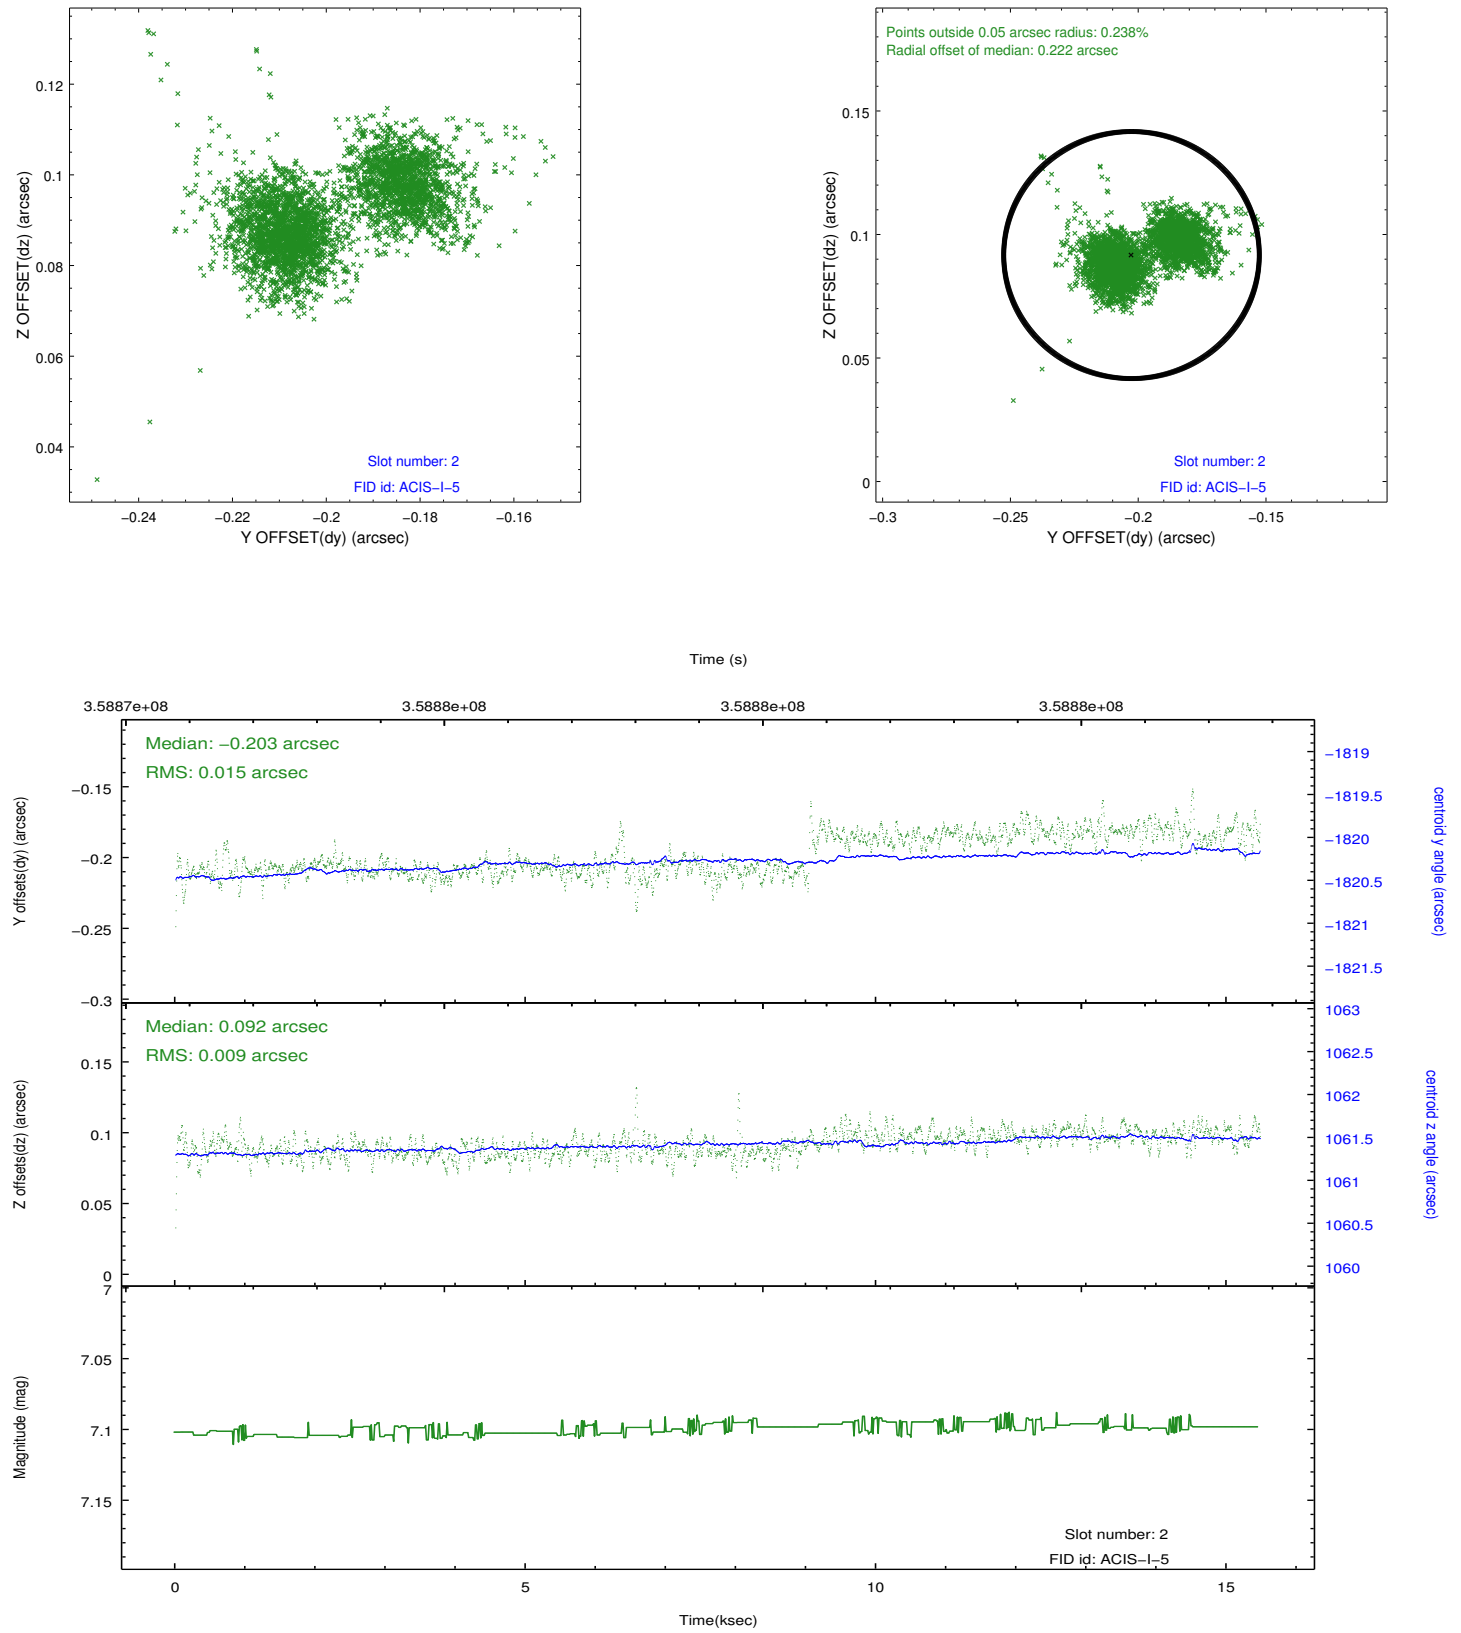 0.12
0.1
0.08
0.06
0.04
Z OFFSET(dz) (arcsec)
Slot number: 2
FID id: ACIS−I−5
−0.24
−0.22
−0.2
−0.18
−0.16
Y OFFSET(dy) (arcsec)
Points outside 0.05 arcsec radius: 0.238%
Radial offset of median: 0.222 arcsec
0.15
0.1
0.05
0
Z OFFSET(dz) (arcsec)
Slot number: 2
FID id: ACIS−I−5
−0.3
−0.25
−0.2
−0.15
Y OFFSET(dy) (arcsec)
Time (s)
3.5887e+08
3.5888e+08
3.5888e+08
3.5888e+08
Median: −0.203 arcsec
RMS: 0.015 arcsec
−0.15
−0.2
−0.25
−0.3
Y offsets(dy) (arcsec)
−1819
−1819.5
−1820
−1820.5
−1821
−1821.5
centroid y angle (arcsec)
Median: 0.092 arcsec
RMS: 0.009 arcsec
0.15
0.1
0.05
0
Z offsets(dz) (arcsec)
1063
1062.5
1062
1061.5
1061
1060.5
1060
centroid z angle (arcsec)
7
7.05
7.1
7.15
Magnitude (mag)
Slot number: 2
FID id: ACIS−I−5
0
5
10
15
Time(ksec)